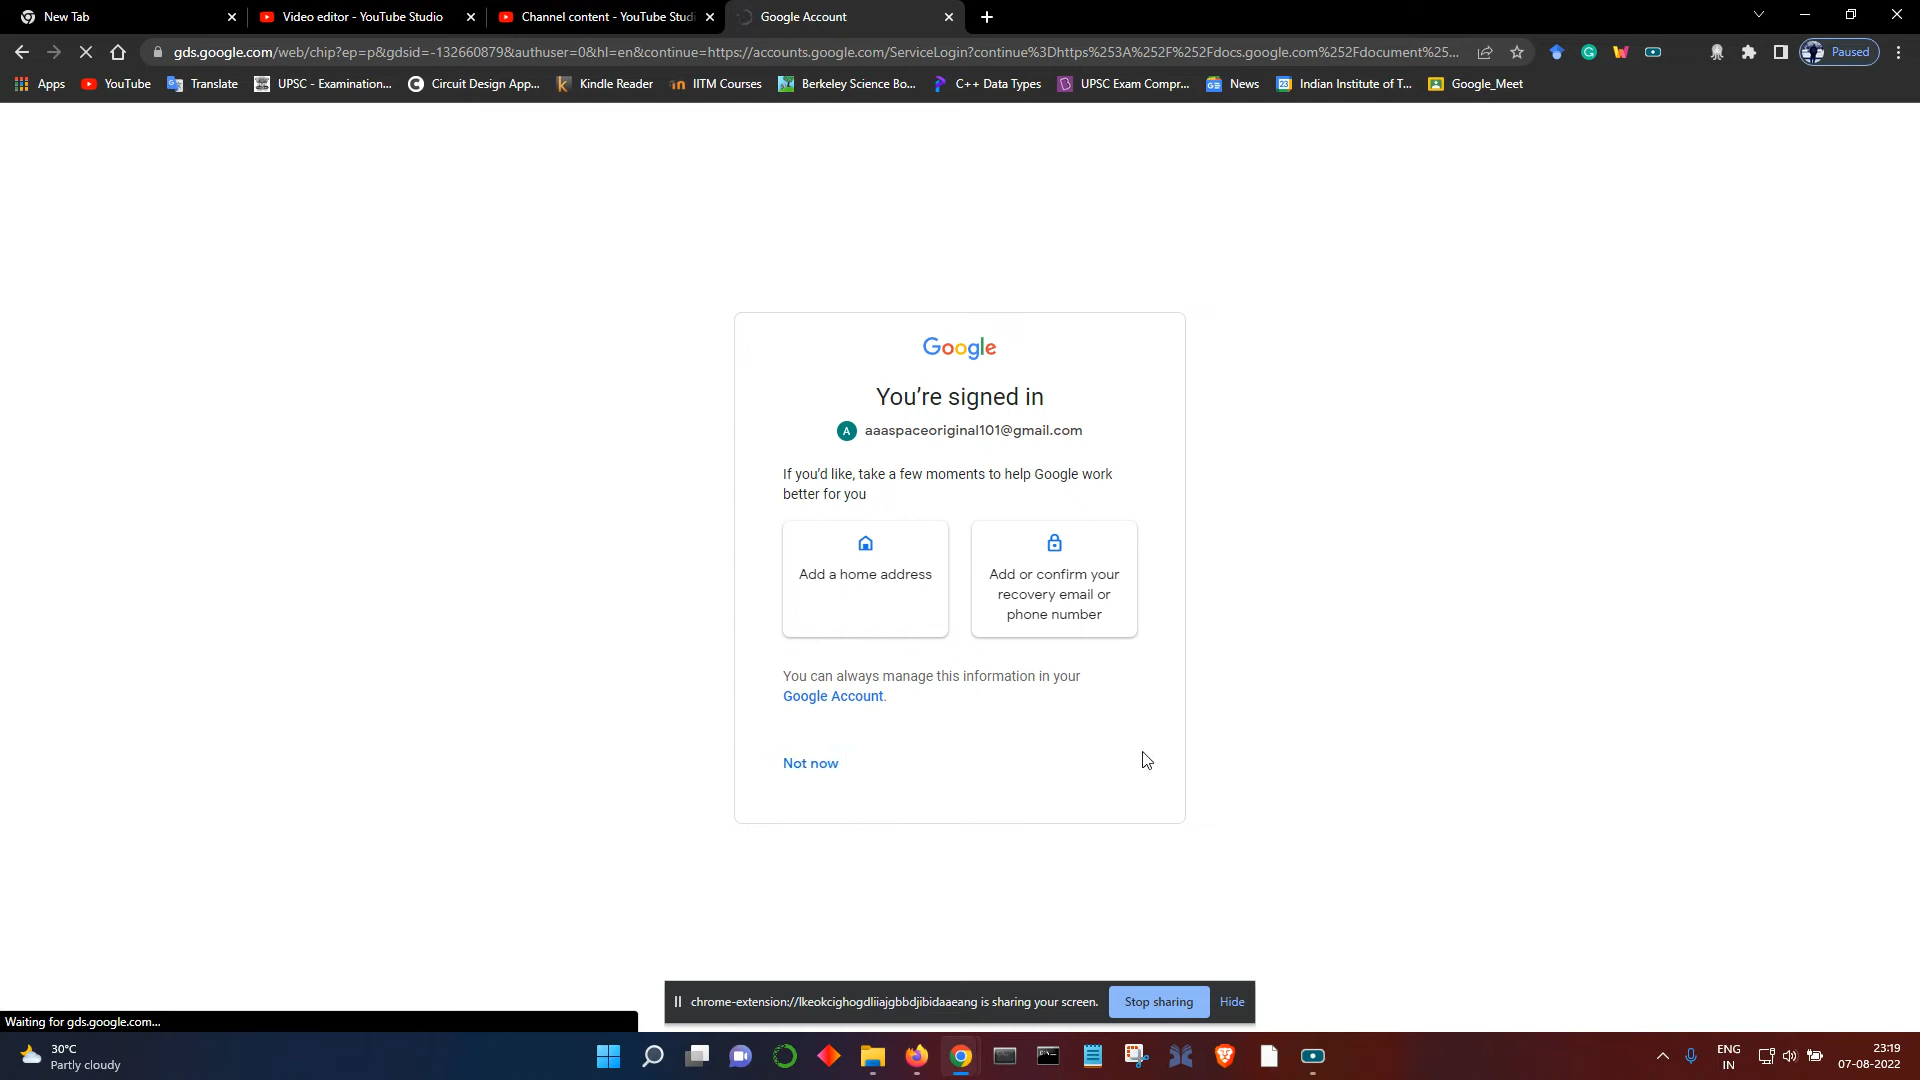 New Tab
Video editor - YouTube Studio
Channel content - YouTube Studi
Google Account
gds.google.com/web/chip?ep=p&gdsid=-132660879&authuser=0&hl=en&continue=https://accounts.google.com/ServiceLogin?continue%3Dhttps%253A%252F%252Fdocs.google.com%252Fdocument%25...
Paused
Apps
YouTube
Translate
UPSC - Examination...
Circuit Design App...
Kindle Reader
IITM Courses
Berkeley Science Bo...
C++ Data Types
UPSC Exam Compr...
News
Indian Institute of T...
Google_Meet
Google
You're signed in
A
aaaspaceoriginal101@gmail.com
If you'd like, take a few moments to help Google work
better for you
Add a home address
Add or confirm your
recovery email or
phone number
You can always manage this information in your
Google Account.
Not now
chrome-extension://lkeokcighogdliiajgbbdjibidaaeang is sharing your screen.
Stop sharing
Hide
Waiting for gds.google.com...
30°C
Partly cloudy
ENG
IN
23:19
07-08-2022